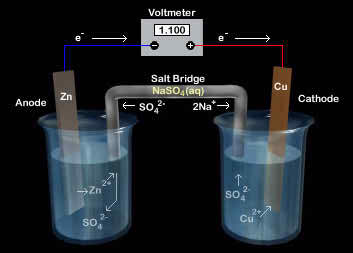 Voltmeter
e⁻
1.100
e⁻
− +
Salt Bridge
NaSO₄(aq)
Zn
Cu
Anode
SO₄²⁻
2Na⁺
Cathode
Zn²⁺
SO₄²⁻
SO₄²⁻
Cu²⁺